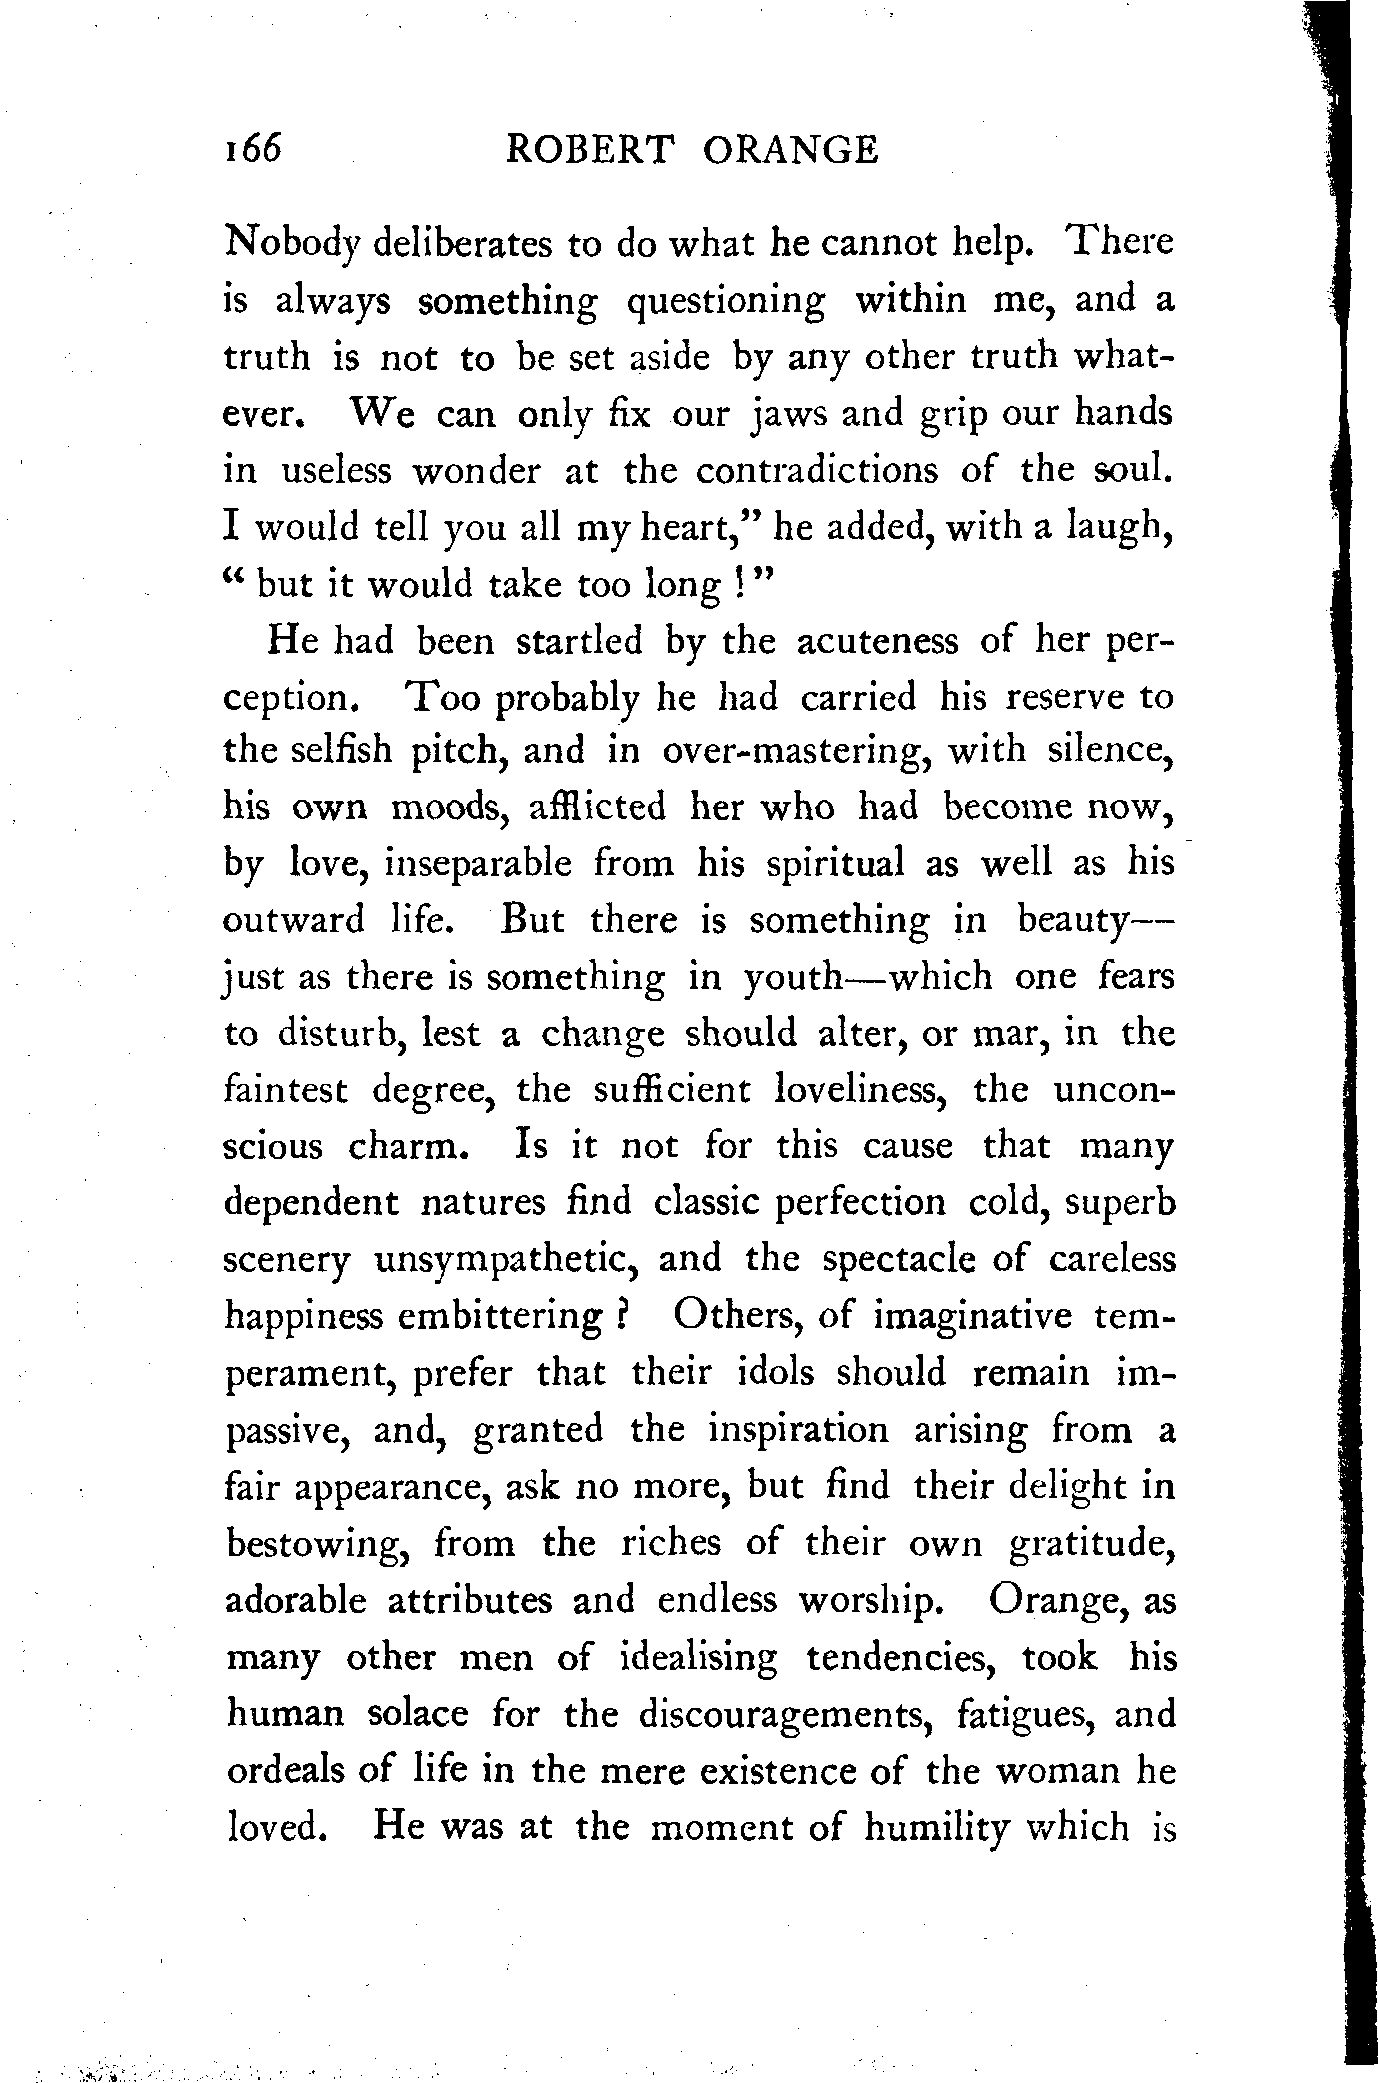 166 ROBERT ORANGE
Nobody deliberates to do what he cannot help. There
is always something questioning within me, and a
truth is not to be set aside by any other truth what-
ever. We can only fix our jaws and grip our hands
in useless wonder at the contradictions of the soul.
I would tell you all my heart,” he added, with a laugh,
“ but it would take too long ! ”
He had been startled by the acuteness of her per-
ception. Too probably he had carried his reserve to
the selfish pitch, and in over-mastering, with silence,
his own moods, afflicted her who had become now,
by love, inseparable from his spiritual as well as his
outward life. But there is something in beauty—
just as there is something in youth—which one fears
to disturb, lest a change should alter, or mar, in the
faintest degree, the sufficient loveliness, the uncon-
scious charm. Is it not for this cause that many
dependent natures find classic perfection cold, superb
scenery unsympathetic, and the spectacle of careless
happiness embittering ? Others, of imaginative tem-
perament, prefer that their idols should remain im-
passive, and, granted the inspiration arising from a
fair appearance, ask no more, but find their delight in
bestowing, from the riches of their own gratitude,
adorable attributes and endless worship. Orange, as
many other men of idealising tendencies, took his
human solace for the discouragements, fatigues, and
ordeals of life in the mere existence of the woman he
loved. He was at the moment of humility which is